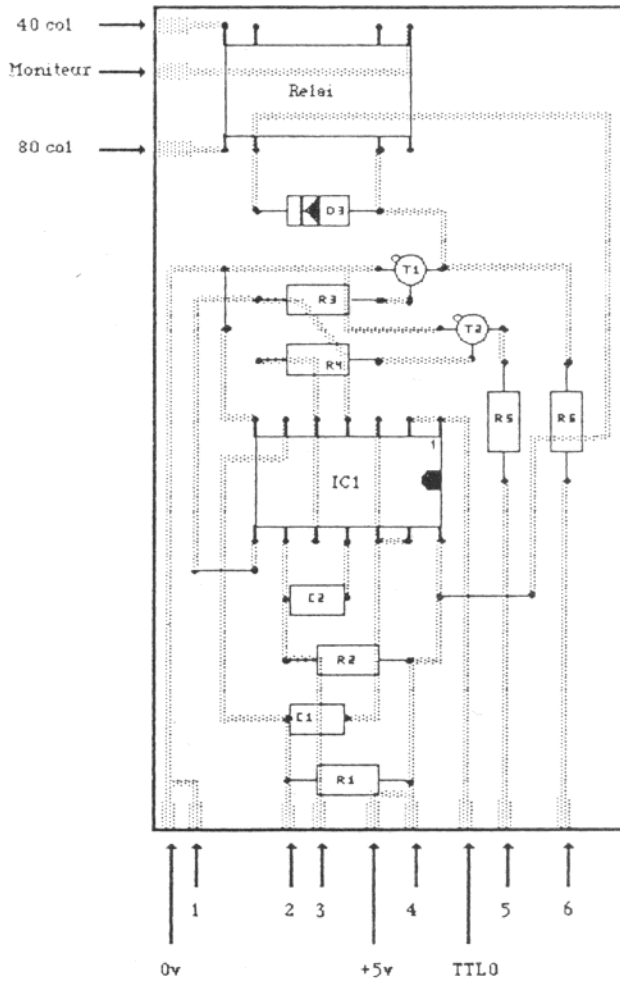 40 col
Moniteur
Relai
80 col
D3
T1
R3
T2
R4
R5
R6
1
IC1
C2
R2
C1
R1
1
2
3
4
5
6
0v
+5v
TTL0